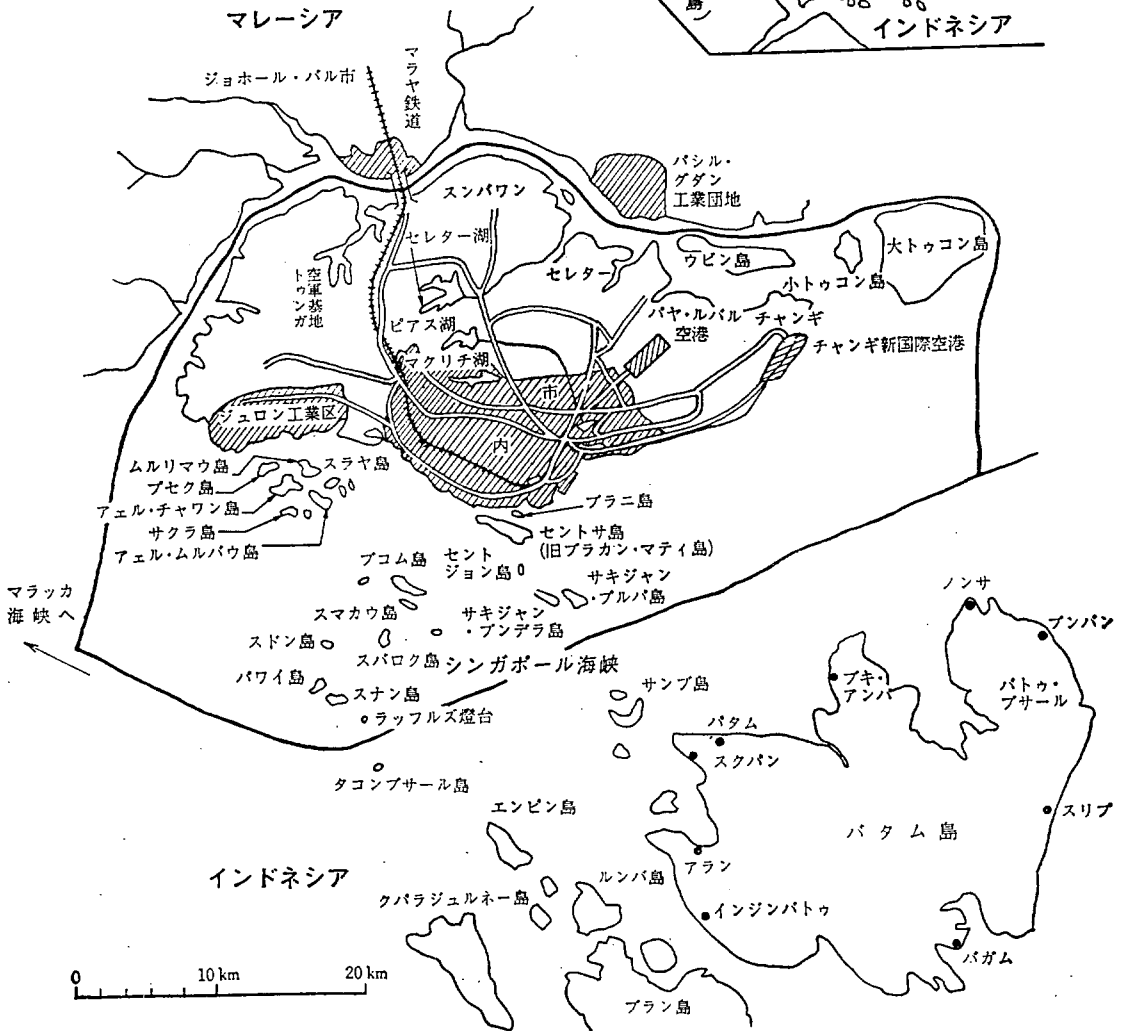 マレーシア
島)
インドネシア
ジョホール・バル市
マラヤ鉄道
パシル・
グダン
工業団地
スンバワン
セレター湖
セレター
ウビン島
大トゥコン島
小トゥコン島
空軍基地
トゥンガ
ピアス湖
パヤ・ルバル
空港
チャンギ
チャンギ新国際空港
マクリチ湖
市
内
ジュロン工業区
ムルリマウ島
スラヤ島
プセク島
アェル・チャワン島
サクラ島
アェル・ムルバウ島
ブラニ島
セントサ島
(旧ブラカン・マティ島)
ブコム島
セント
ジョン島
サキジャン
・プルパ島
マラッカ
海峡へ
スマカウ島
サキジャン
・ブンデラ島
スドン島
スバロク島
シンガポール海峡
パワイ島
スナン島
ラッフルズ燈台
サンブ島
ノンサ
ブンパン
ブキ・
アンパ
バトゥ・
ブサール
バタム
スクパン
タコンブサール島
エンピン島
スリプ
バタム島
インドネシア
アラン
ルンバ島
クパラジュルネー島
インジンバトゥ
バガム
0
10 km
20 km
ブラン島